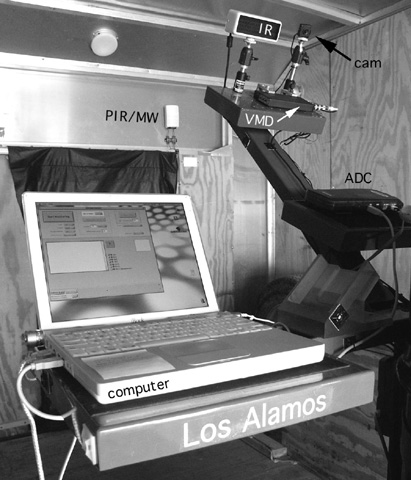 IR
cam
PIR/MW
VMD
ADC
computer
Los Alamos